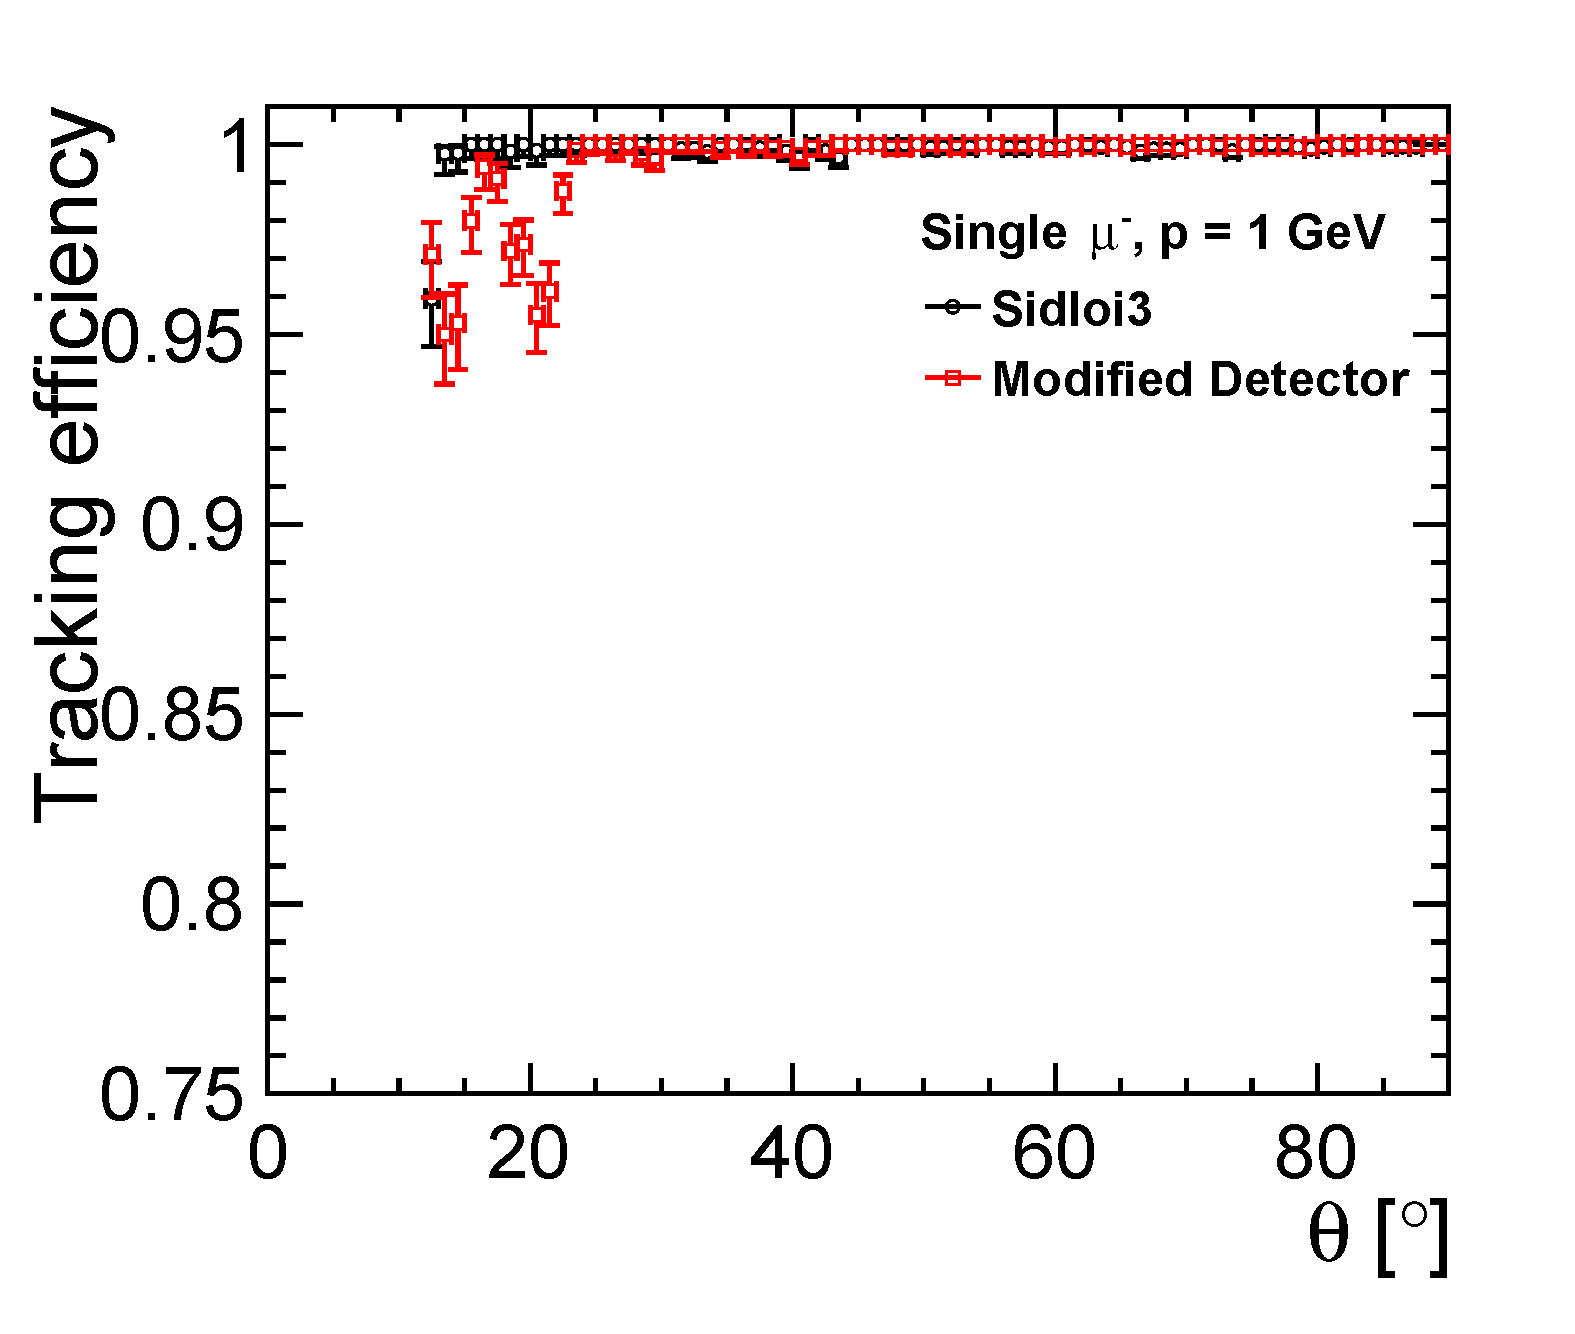 Tracking efficiency
1
0.95
0.9
0.85
0.8
0.75
0 20 40 60 80
θ [°]
Single μ⁻, p = 1 GeV
Sidloi3
Modified Detector